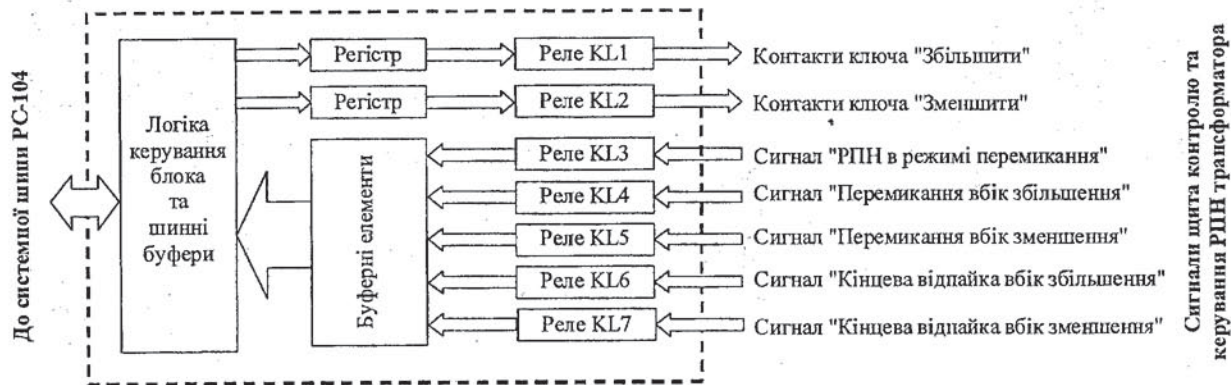 До системної шини PC-104
Логіка
керування
блока
та
шинні
буфери
Регістр
Реле KL1
Контакти ключа "Збільшити"
Регістр
Реле KL2
Контакти ключа "Зменшити"
Буферні елементи
Реле KL3
Сигнал "РПН в режимі перемикання"
Реле KL4
Сигнал "Перемикання вбік збільшення"
Реле KL5
Сигнал "Перемикання вбік зменшення"
Реле KL6
Сигнал "Кінцева відпайка вбік збільшення"
Реле KL7
Сигнал "Кінцева відпайка вбік зменшення"
Сигнали щита контролю та
керування РПН трансформатора